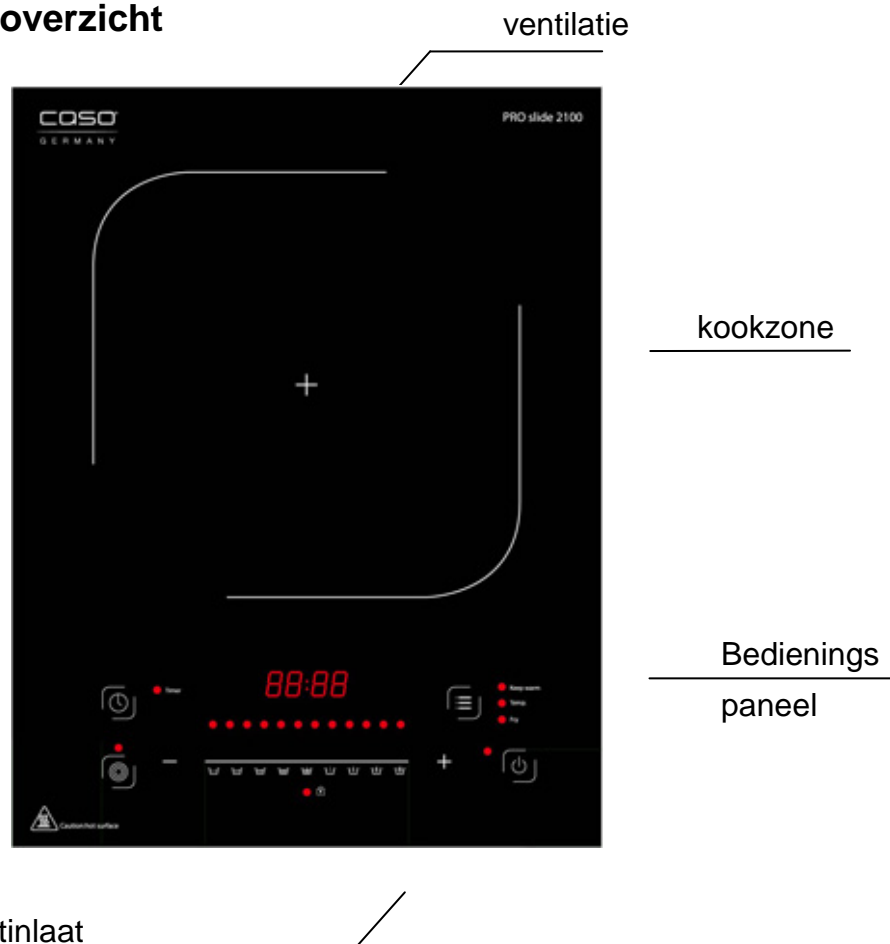 overzicht
ventilatie
CASO
GERMANY
PRO slide 2100
kookzone
Bedienings
paneel
Timer
88:88
Keep warm
Temp
Fry
− +
Caution hot surface
tinlaat